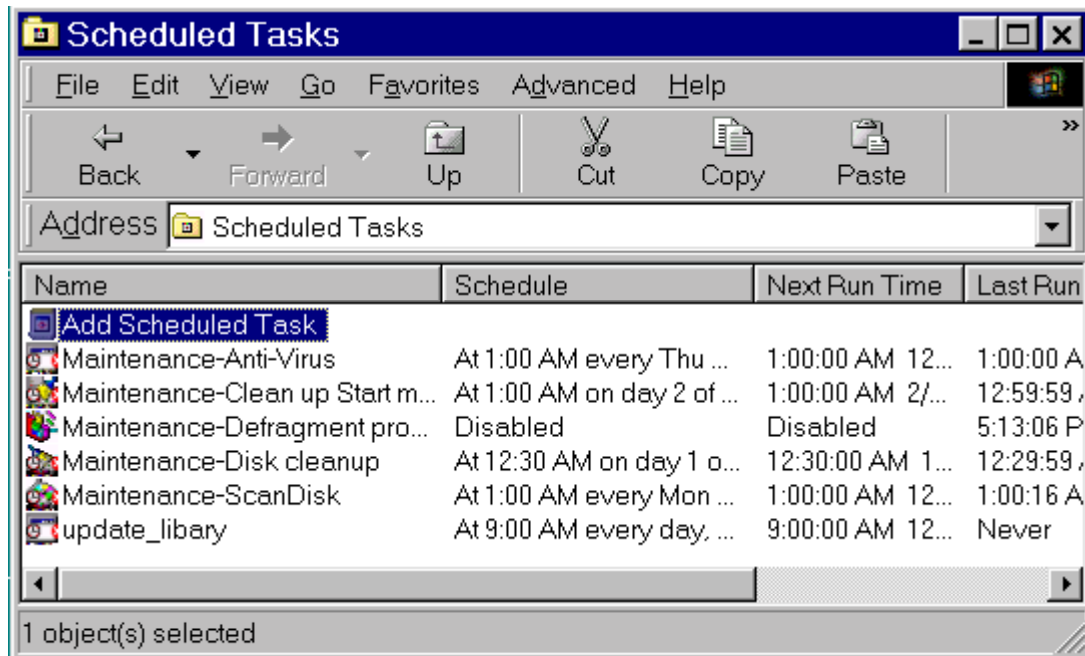 Scheduled Tasks
File Edit View Go Favorites Advanced Help
Back Forward Up Cut Copy Paste »
Address Scheduled Tasks
Name Schedule Next Run Time Last Run
Add Scheduled Task
Maintenance-Anti-Virus At 1:00 AM every Thu ... 1:00:00 AM 12... 1:00:00 A
Maintenance-Clean up Start m... At 1:00 AM on day 2 of ... 1:00:00 AM 2/... 12:59:59
Maintenance-Defragment pro... Disabled Disabled 5:13:06 P
Maintenance-Disk cleanup At 12:30 AM on day 1 o... 12:30:00 AM 1... 12:29:59
Maintenance-ScanDisk At 1:00 AM every Mon ... 1:00:00 AM 12... 1:00:16 A
update_libary At 9:00 AM every day, ... 9:00:00 AM 12... Never
1 object(s) selected